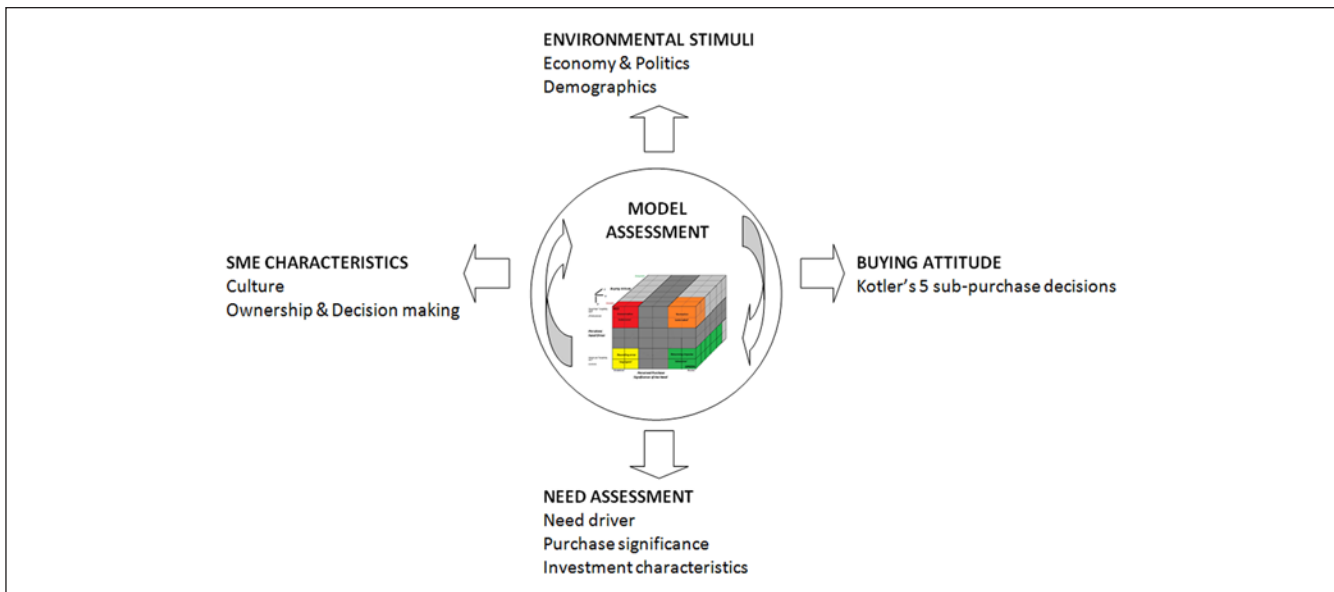 ENVIRONMENTAL STIMULI
Economy & Politics
Demographics
MODEL
ASSESSMENT
SME CHARACTERISTICS
Culture
Ownership & Decision making
BUYING ATTITUDE
Kotler's 5 sub-purchase decisions
NEED ASSESSMENT
Need driver
Purchase significance
Investment characteristics